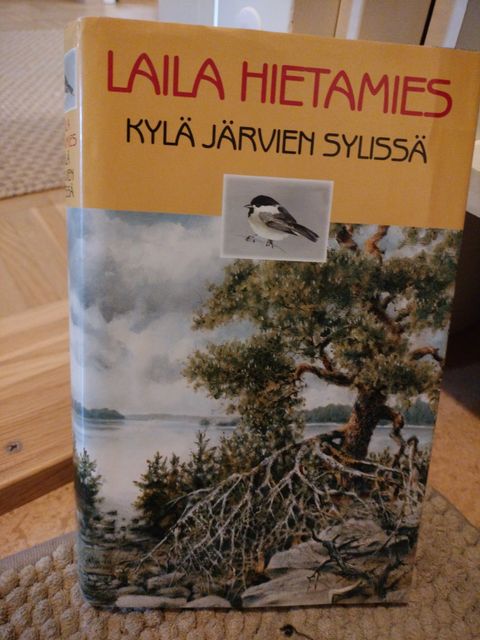 LAILA HIETAMIES
KYLÄ JÄRVIEN SYLISSÄ